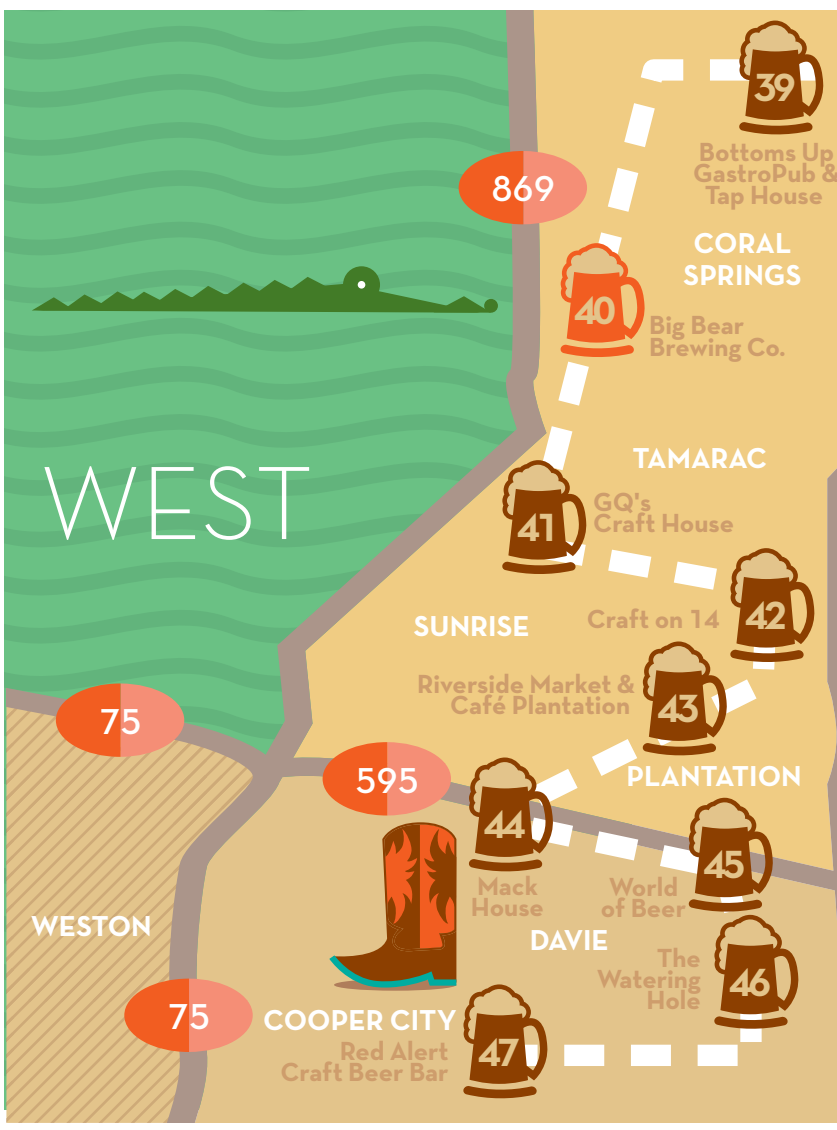 39
Bottoms Up
GastroPub &
Tap House
869
CORAL
SPRINGS
40
Big Bear
Brewing Co.
TAMARAC
WEST
41
GQ's
Craft House
42
Craft on 14
SUNRISE
Riverside Market &
Café Plantation
43
75
595
PLANTATION
44
Mack
House
45
World
of Beer
WESTON
DAVIE
The
Watering
Hole
46
75
COOPER CITY
Red Alert
Craft Beer Bar
47